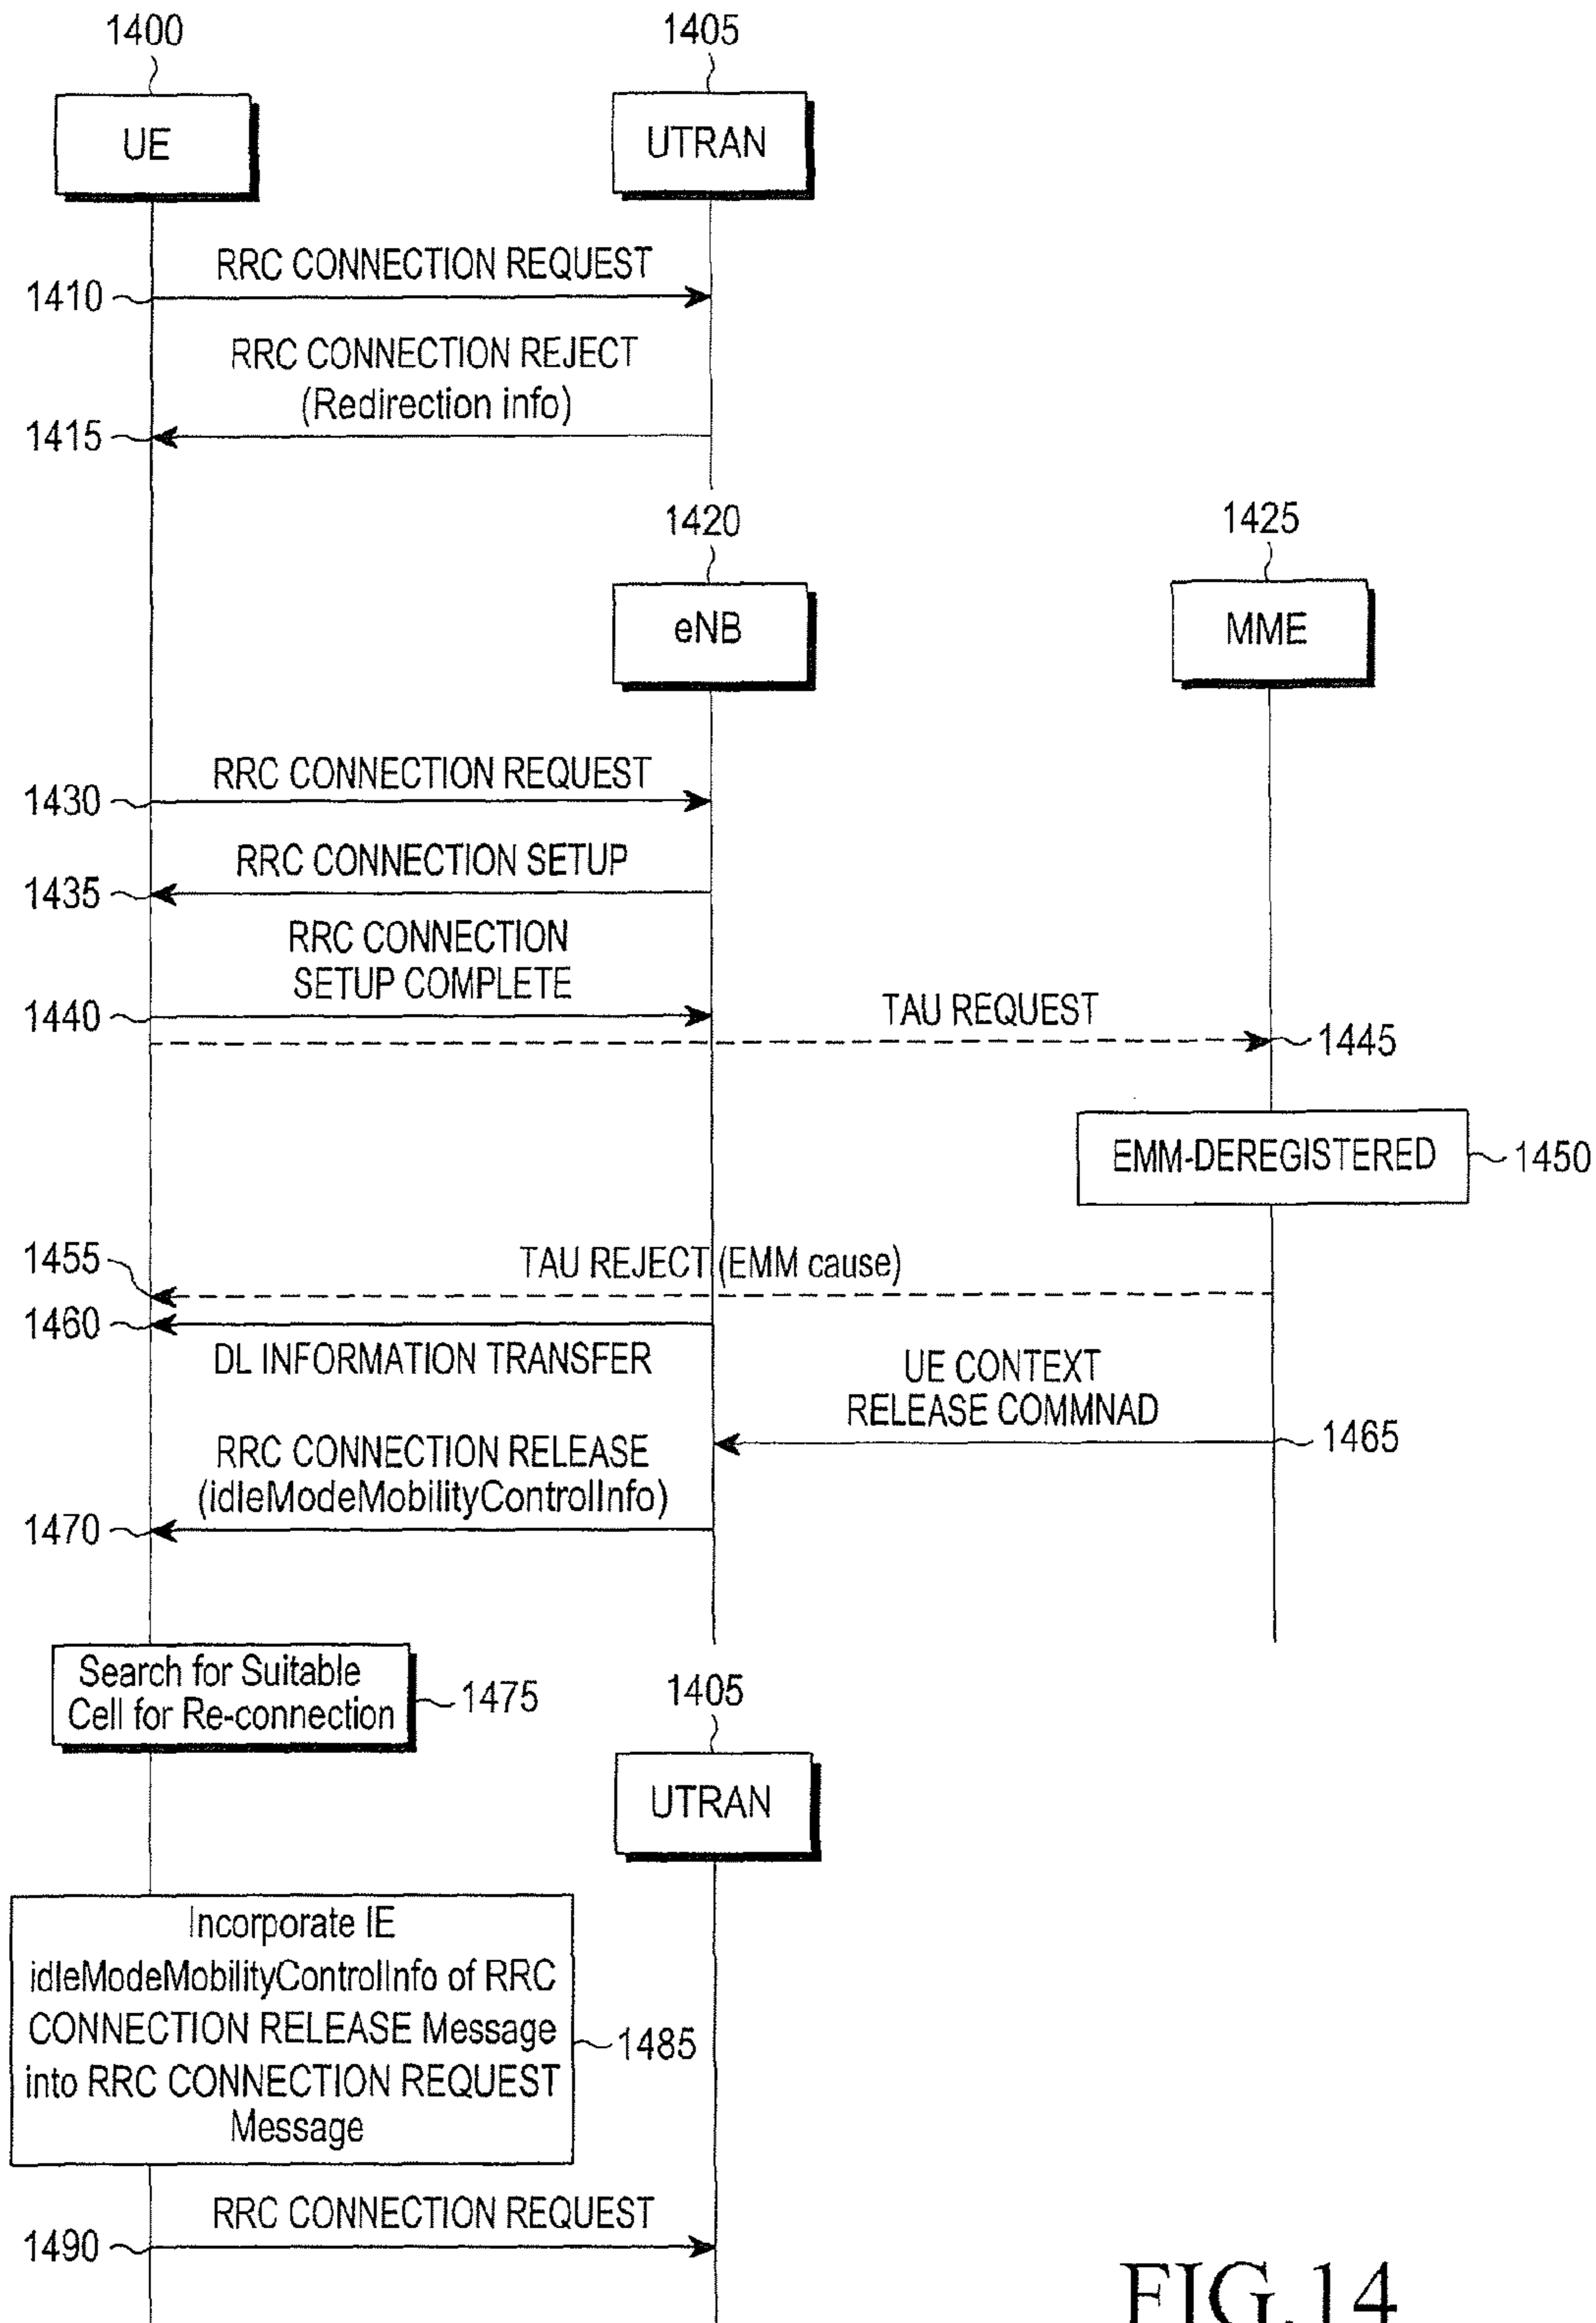 1400
1405
UE
UTRAN
RRC CONNECTION REQUEST
1410
RRC CONNECTION REJECT
(Redirection info)
1415
1420
1425
eNB
MME
RRC CONNECTION REQUEST
1430
RRC CONNECTION SETUP
1435
RRC CONNECTION
SETUP COMPLETE
1440
TAU REQUEST
1445
EMM-DEREGISTERED
1450
1455
TAU REJECT (EMM cause)
1460
DL INFORMATION TRANSFER
UE CONTEXT
RELEASE COMMNAD
1465
RRC CONNECTION RELEASE
(idleModeMobilityControlInfo)
1470
Search for Suitable
Cell for Re-connection
1475
1405
UTRAN
Incorporate IE
idleModeMobilityControlInfo of RRC
CONNECTION RELEASE Message
into RRC CONNECTION REQUEST
Message
1485
RRC CONNECTION REQUEST
1490
FIG.14